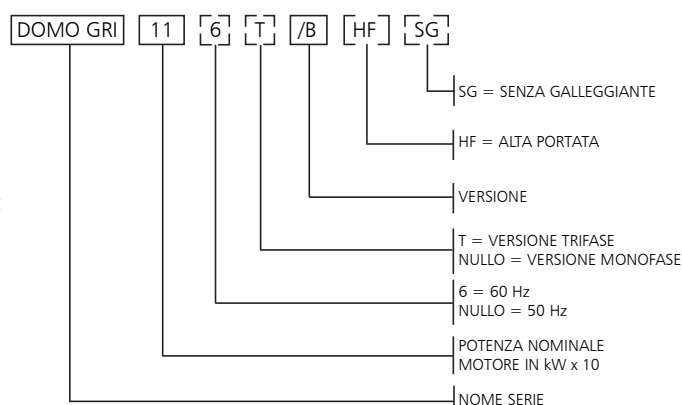 DOMO GRI 11 6 T /B HF SG
SG = SENZA GALLEGGIANTE
HF = ALTA PORTATA
VERSIONE
T = VERSIONE TRIFASE
NULLO = VERSIONE MONOFASE
6 = 60 Hz
NULLO = 50 Hz
POTENZA NOMINALE
MOTORE IN kW x 10
NOME SERIE